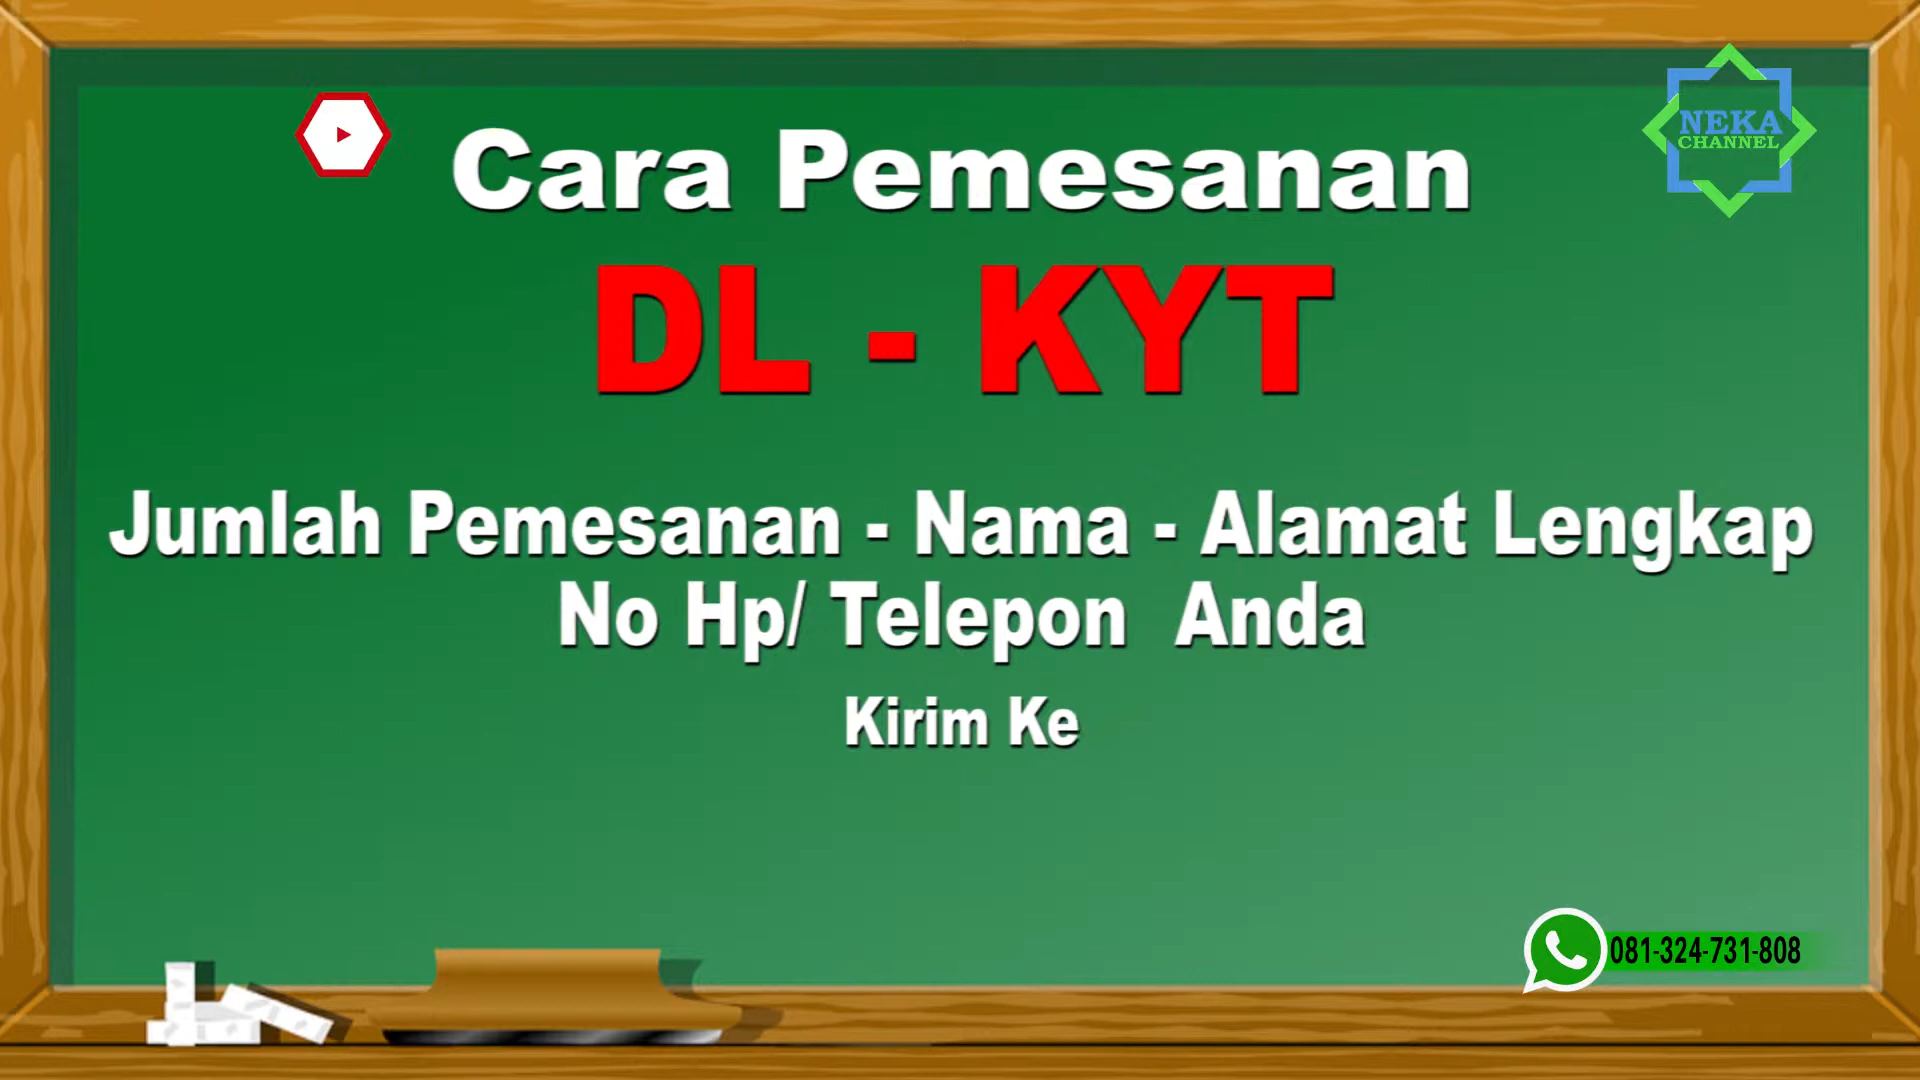 NEKA
CHANNEL
Cara Pemesanan
DL - KYT
Jumlah Pemesanan - Nama - Alamat Lengkap
No Hp/ Telepon Anda
Kirim Ke
081-324-731-808